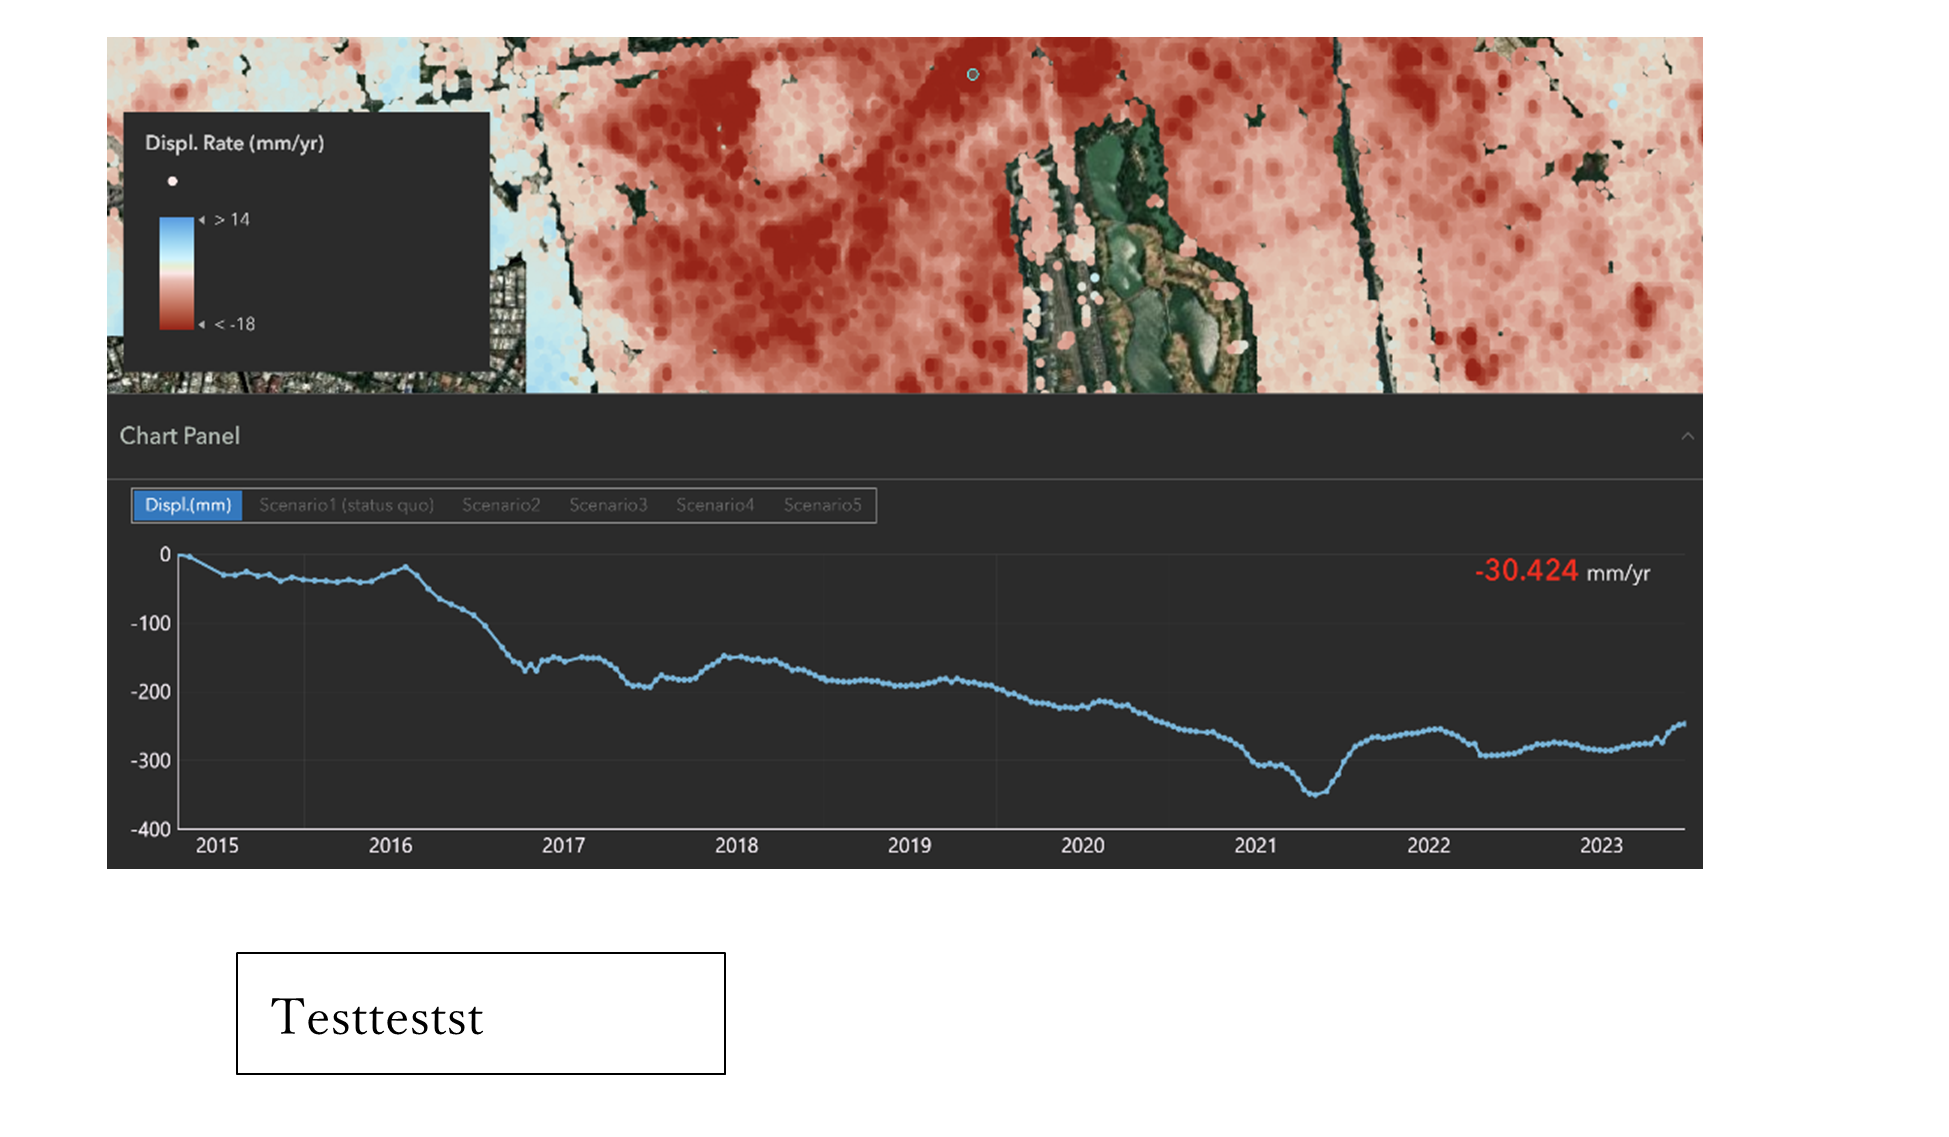 Displ. Rate (mm/yr)
> 14
< -18
Chart Panel
Displ.(mm) Scenario1 (status quo) Scenario2 Scenario3 Scenario4 Scenario5
0
-30.424 mm/yr
-100
-200
-300
-400
2015 2016 2017 2018 2019 2020 2021 2022 2023
Testtestst